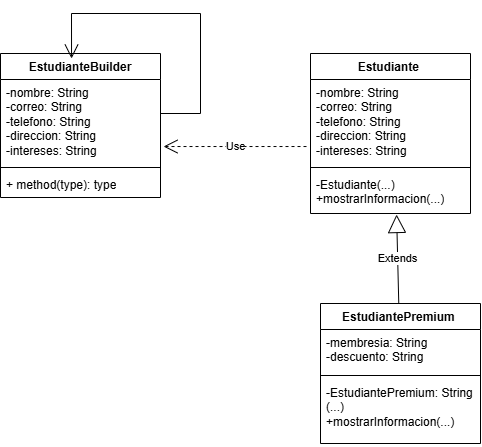 EstudianteBuilder
-nombre: String
-correo: String
-telefono: String
-direccion: String
-intereses: String
+ method(type): type
Use
Estudiante
-nombre: String
-correo: String
-telefono: String
-direccion: String
-intereses: String
-Estudiante(...)
+mostrarInformacion(...)
Extends
EstudiantePremium
-membresia: String
-descuento: String
-EstudiantePremium: String
(...)
+mostrarInformacion(...)